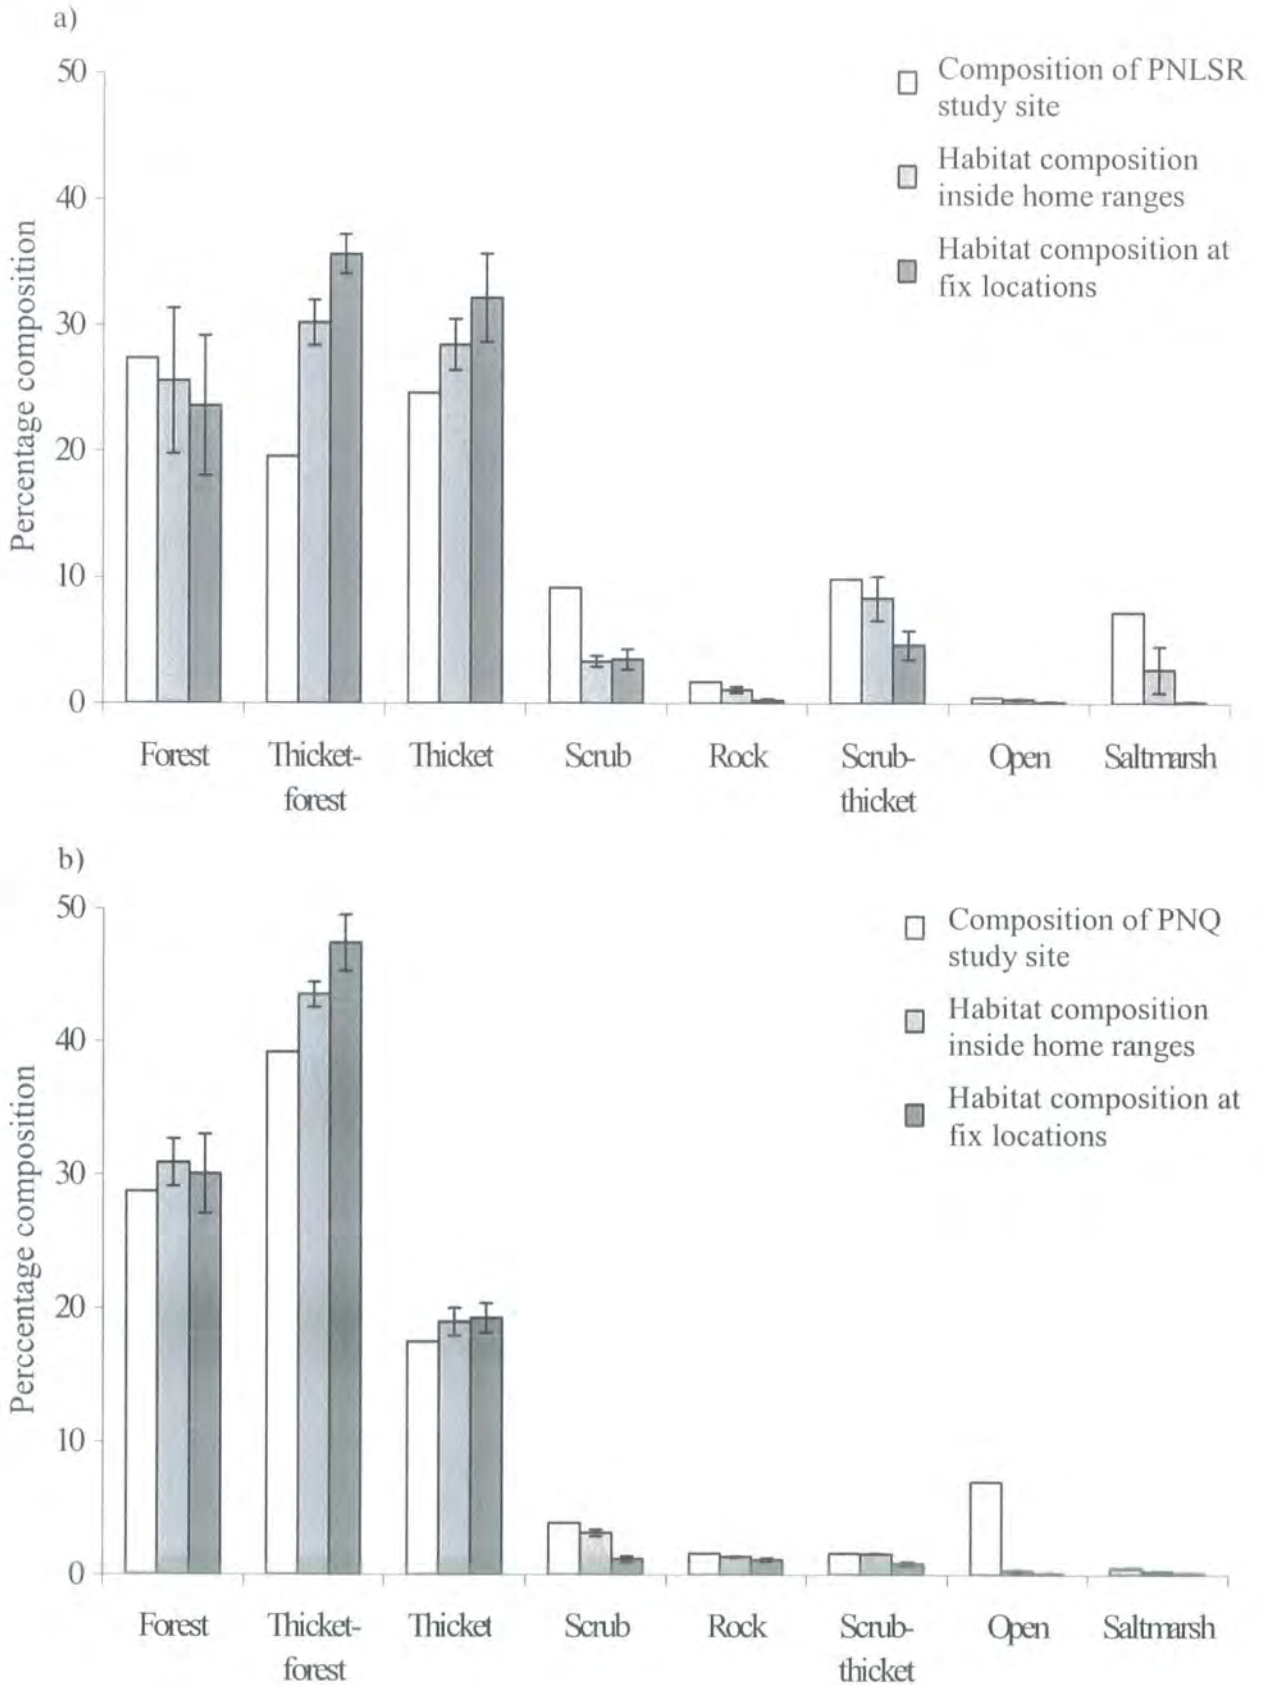 a)
50
40
30
20
10
0
Percentage composition
Composition of PNLSR
study site
Habitat composition
inside home ranges
Habitat composition at
fix locations
Forest
Thicket-
forest
Thicket
Scrub
Rock
Scrub-
thicket
Open
Saltmarsh
b)
50
40
30
20
10
0
Perccentage composition
Composition of PNQ
study site
Habitat composition
inside home ranges
Habitat composition at
fix locations
Forest
Thicket-
forest
Thicket
Scrub
Rock
Scrub-
thicket
Open
Saltmarsh